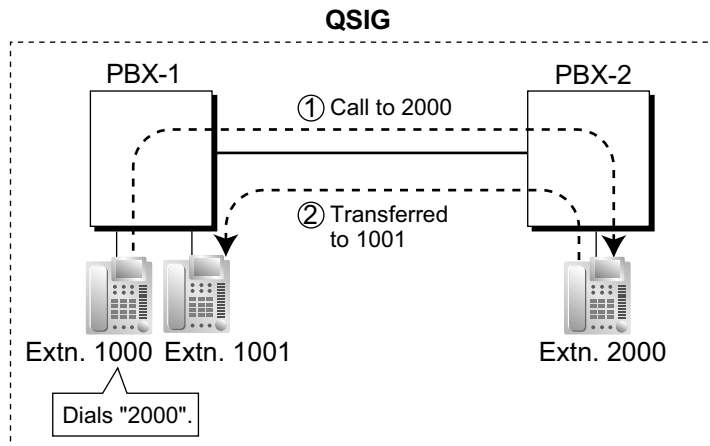 QSIG
PBX-1
PBX-2
① Call to 2000
② Transferred
to 1001
Extn. 1000
Extn. 1001
Extn. 2000
Dials "2000".